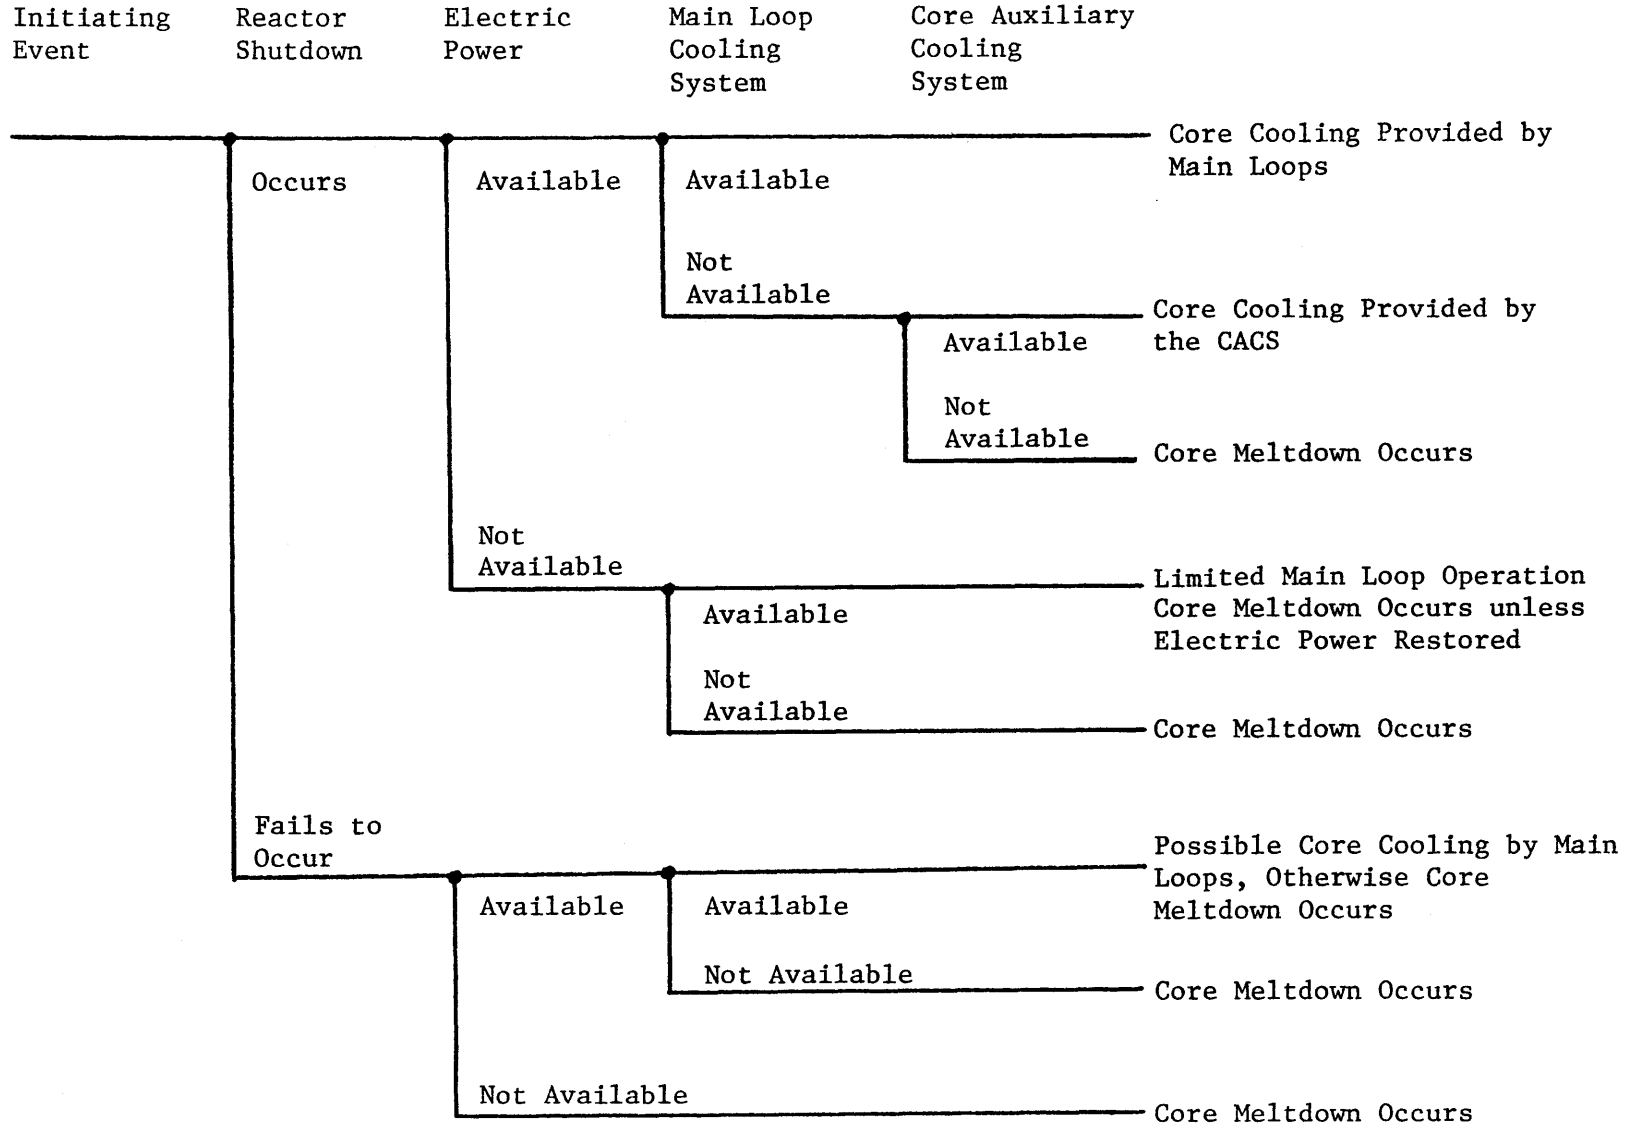 Initiating
Event
Reactor
Shutdown
Electric
Power
Main Loop
Cooling
System
Core Auxiliary
Cooling
System
Core Cooling Provided by
Main Loops
Occurs
Available
Available
Not
Available
Core Cooling Provided by
the CACS
Available
Not
Available
Core Meltdown Occurs
Not
Available
Limited Main Loop Operation
Core Meltdown Occurs unless
Electric Power Restored
Available
Not
Available
Core Meltdown Occurs
Fails to
Occur
Possible Core Cooling by Main
Loops, Otherwise Core
Meltdown Occurs
Available
Available
Not Available
Core Meltdown Occurs
Not Available
Core Meltdown Occurs